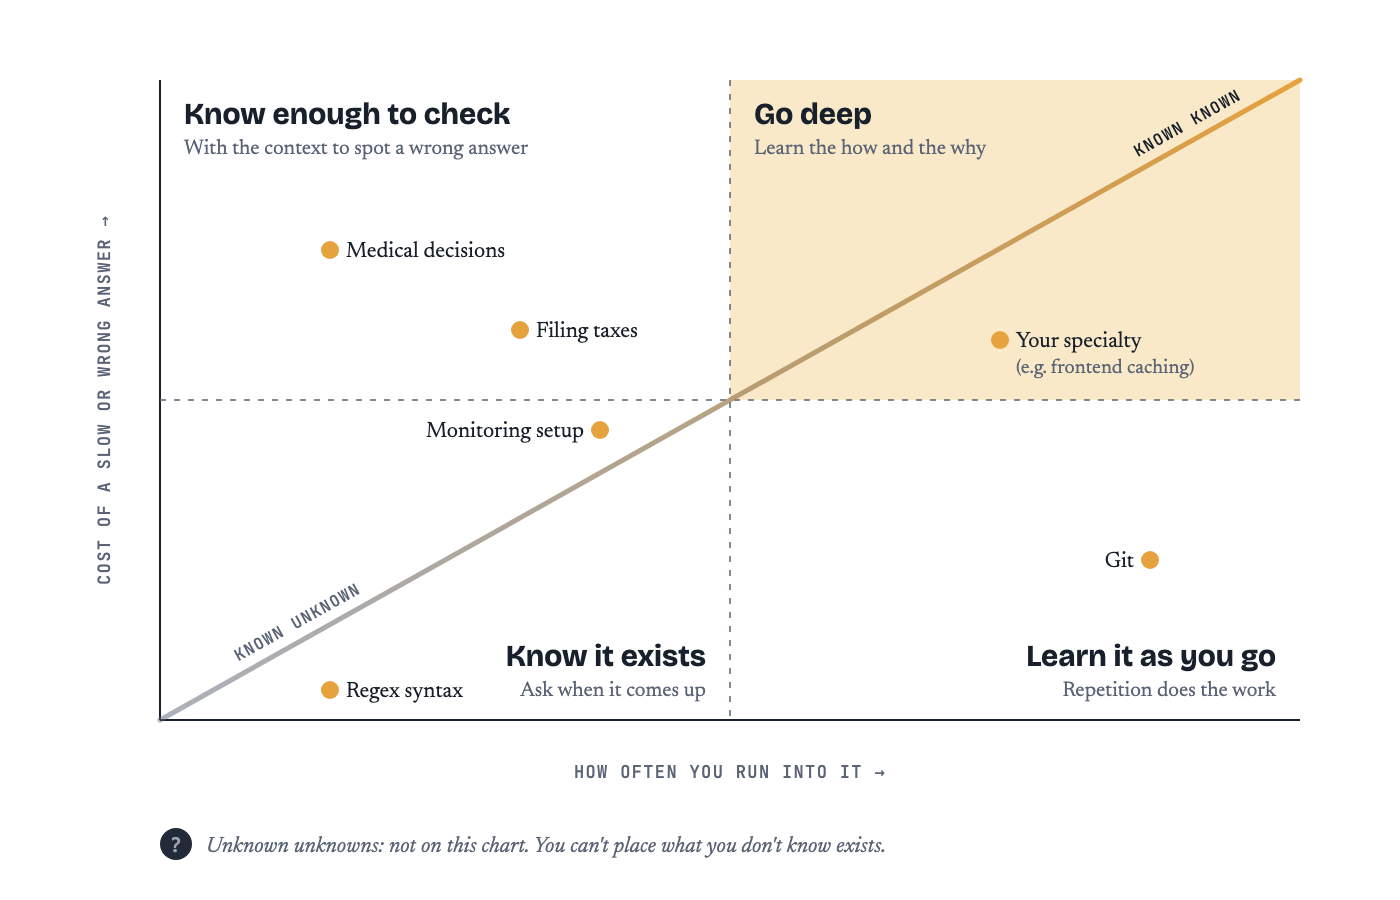 Know enough to check
With the context to spot a wrong answer
Go deep
Learn the how and the why
KNOWN KNOWN
Medical decisions
Filing taxes
Your specialty
(e.g. frontend caching)
Monitoring setup
Git
KNOWN UNKNOWN
Know it exists
Ask when it comes up
Regex syntax
Learn it as you go
Repetition does the work
COST OF A SLOW OR WRONG ANSWER →
HOW OFTEN YOU RUN INTO IT →
?
Unknown unknowns: not on this chart. You can't place what you don't know exists.